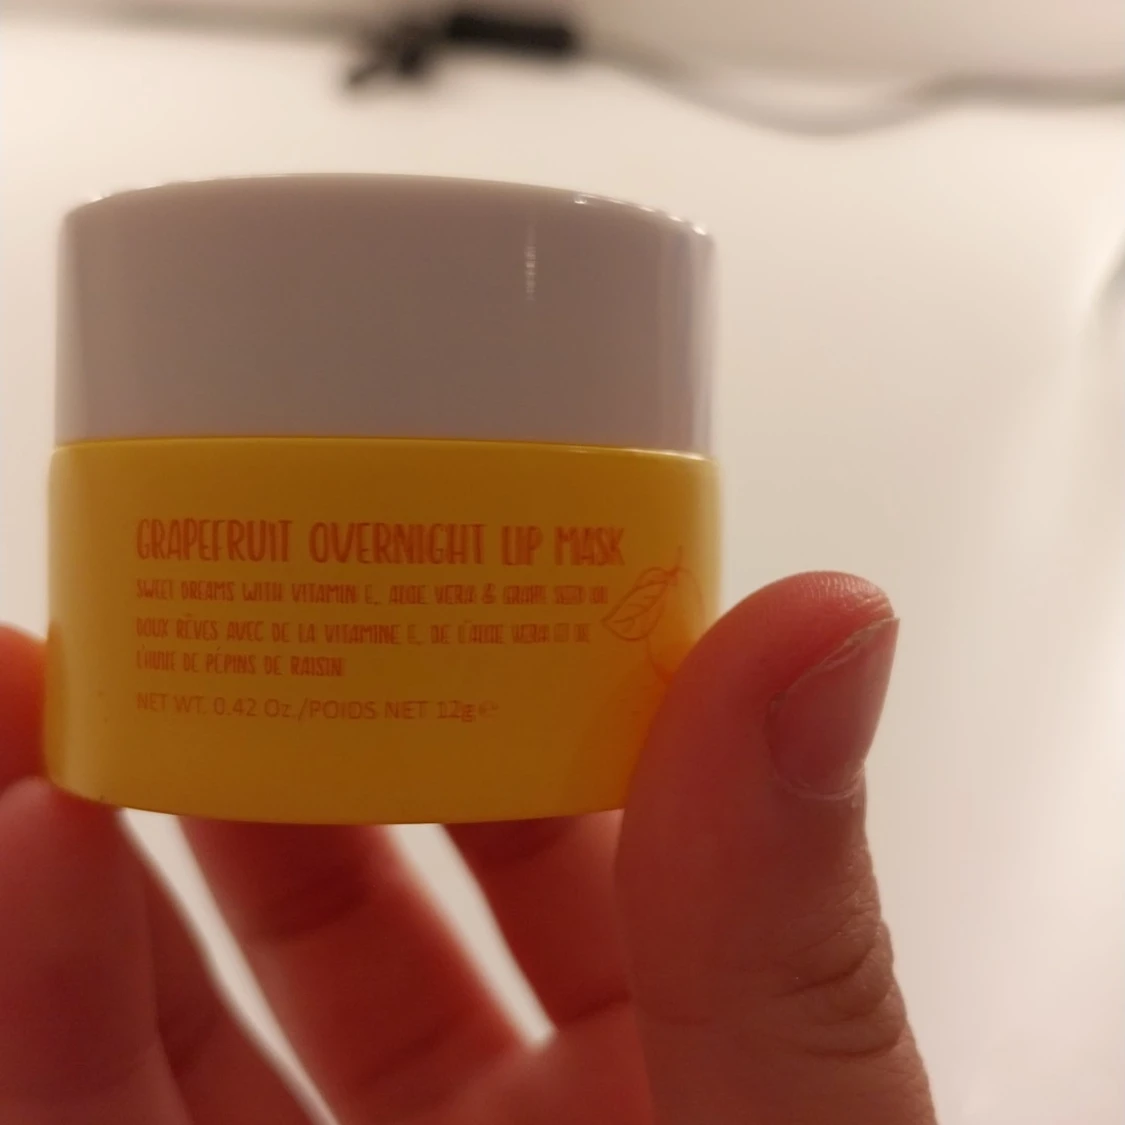 GRAPEFRUIT OVERNIGHT LIP MASK
SWEET DREAMS WITH VITAMIN E, ALOE VERA & GRAPE SEED OIL
DOUX RÊVES AVEC DE LA VITAMINE E, DE L'ALOE VERA ET DE
L'HUILE DE PÉPINS DE RAISIN
NET WT. 0.42 Oz./POIDS NET 12g ℮